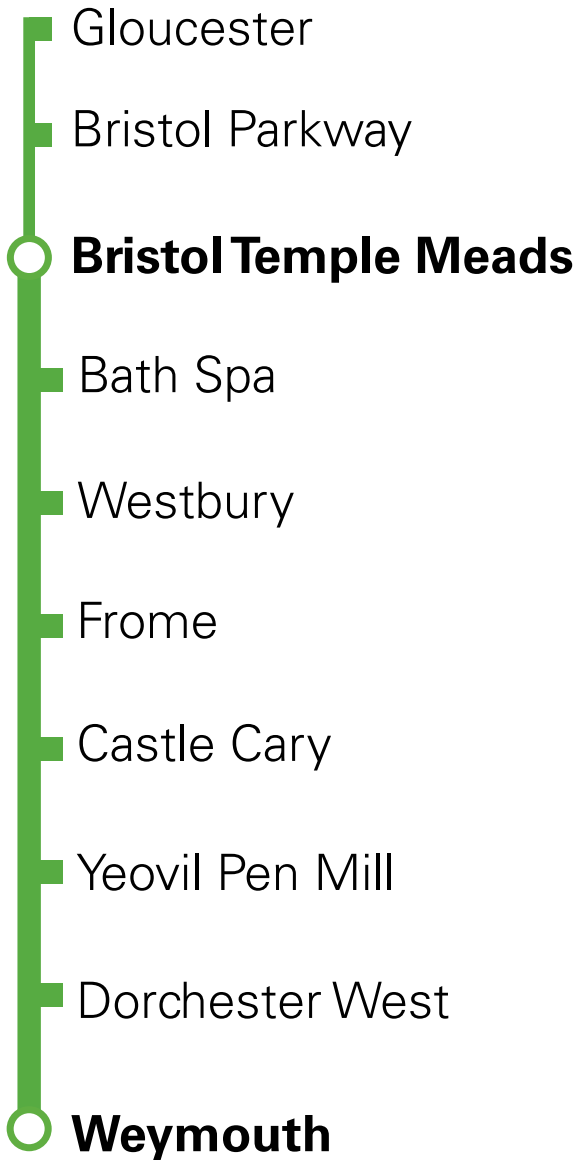 Gloucester
Bristol Parkway
Bristol Temple Meads
Bath Spa
Westbury
Frome
Castle Cary
Yeovil Pen Mill
Dorchester West
Weymouth